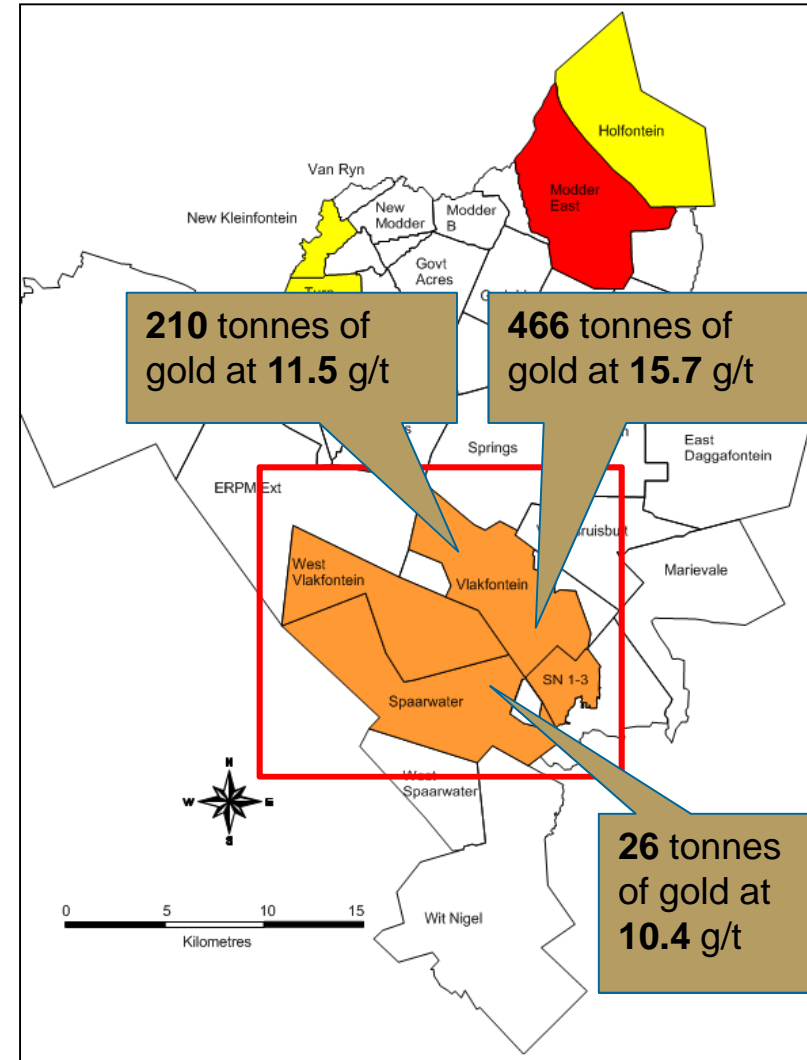 Holfontein
Van Ryn
Modder
East
New
Modder
Modder
B
New Kleinfontein
Govt
Acres
210 tonnes of
gold at 11.5 g/t
466 tonnes of
gold at 15.7 g/t
Springs
East
Daggafontein
ERPM Ext
West
Vlakfontein
Vlakfontein
Marievale
SN 1-3
Spaarwater
West
Spaarwater
N
W
E
S
26 tonnes
of gold at
10.4 g/t
0 5 10 15
Kilometres
Wit Nigel